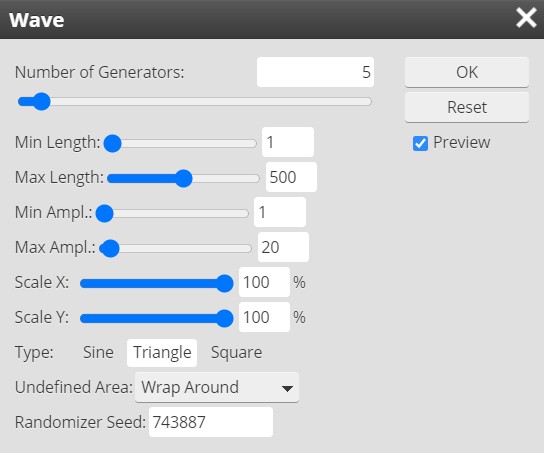 Wave
Number of Generators: 5 OK
Reset
Min Length: 1 Preview
Max Length: 500
Min Ampl.: 1
Max Ampl.: 20
Scale X: 100 %
Scale Y: 100 %
Type: Sine Triangle Square
Undefined Area: Wrap Around
Randomizer Seed: 743887